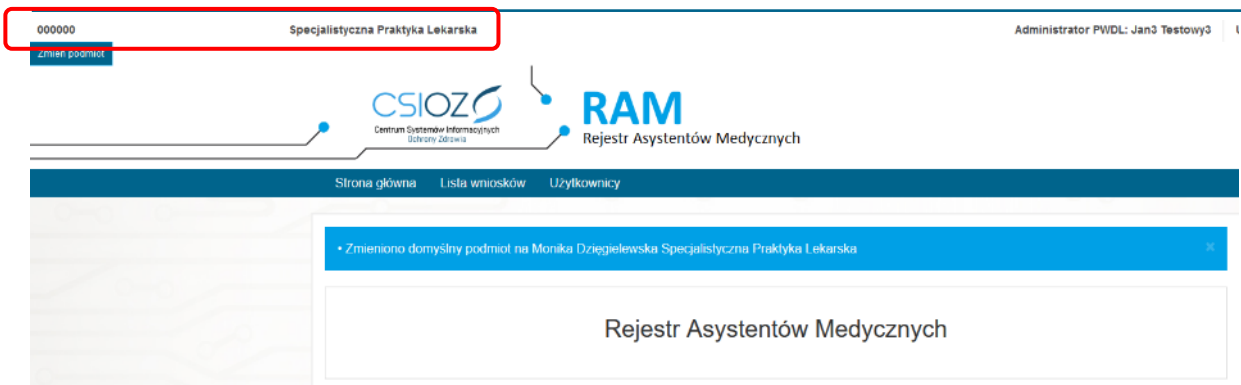 000000 Specjalistyczna Praktyka Lekarska Administrator PWDL: Jan3 Testowy3
Zmień podmiot
CSIOZ
Centrum Systemów Informacyjnych
Ochrony Zdrowia
RAM
Rejestr Asystentów Medycznych
Strona główna Lista wniosków Użytkownicy
• Zmieniono domyślny podmiot na Monika Dzięgielewska Specjalistyczna Praktyka Lekarska ×
Rejestr Asystentów Medycznych